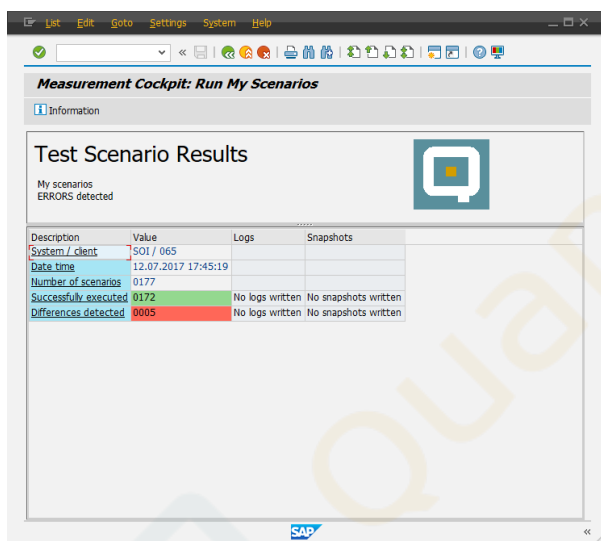 List Edit Goto Settings System Help
Measurement Cockpit: Run My Scenarios
Information
Test Scenario Results
My scenarios
ERRORS detected
Description Value Logs Snapshots
System / client SOI / 065
Date time 12.07.2017 17:45:19
Number of scenarios 0177
Successfully executed 0172 No logs written No snapshots written
Differences detected 0005 No logs written No snapshots written
SAP